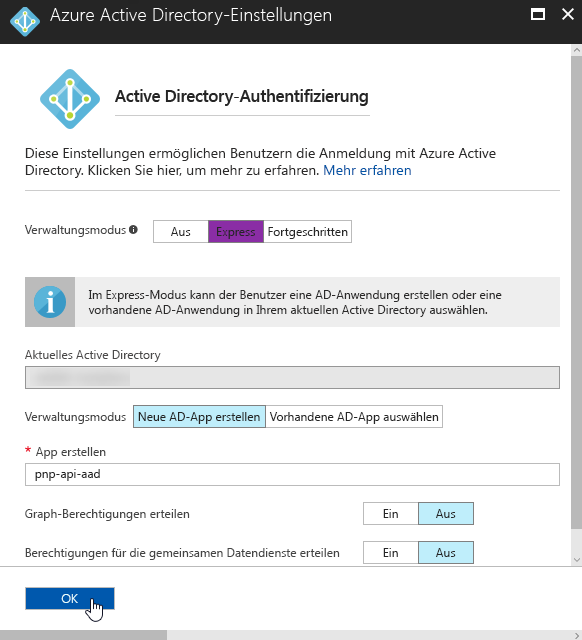 Azure Active Directory-Einstellungen
Active Directory-Authentifizierung
Diese Einstellungen ermöglichen Benutzern die Anmeldung mit Azure Active
Directory. Klicken Sie hier, um mehr zu erfahren. Mehr erfahren
Verwaltungsmodus Aus Express Fortgeschritten
Im Express-Modus kann der Benutzer eine AD-Anwendung erstellen oder eine
vorhandene AD-Anwendung in Ihrem aktuellen Active Directory auswählen.
Aktuelles Active Directory
Verwaltungsmodus Neue AD-App erstellen Vorhandene AD-App auswählen
* App erstellen
pnp-api-aad
Graph-Berechtigungen erteilen Ein Aus
Berechtigungen für die gemeinsamen Datendienste erteilen Ein Aus
OK